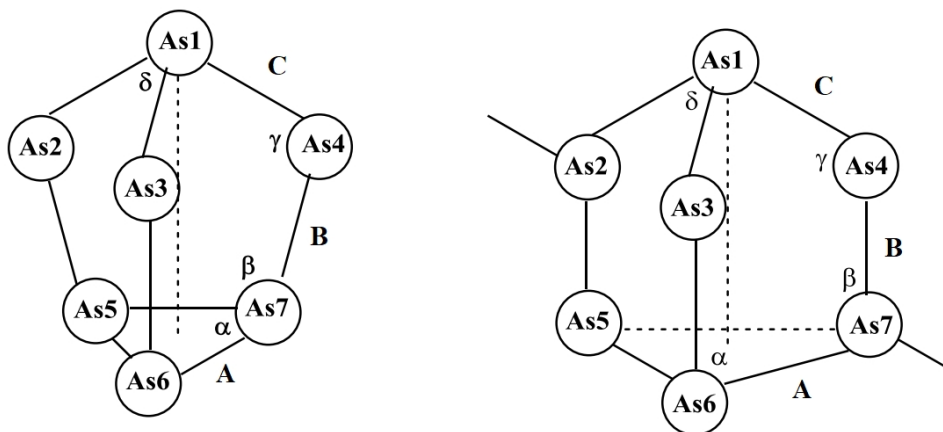 As1
C
δ
As2
γ
As4
As3
B
β
As5
As7
α
A
As6
As1
C
δ
As2
γ
As4
As3
B
β
As5
As7
α
A
As6